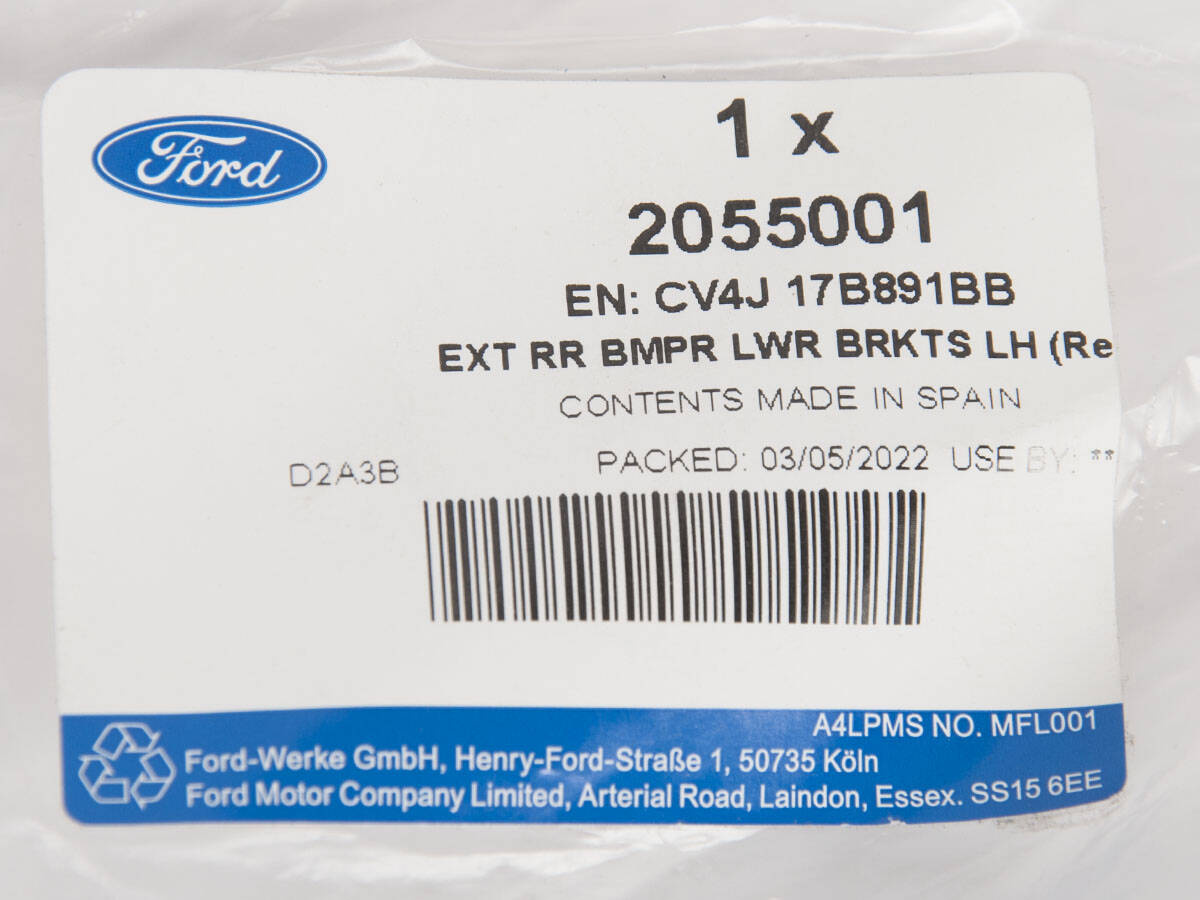 Ford
1 x
2055001
EN: CV4J 17B891BB
EXT RR BMPR LWR BRKTS LH (Re
CONTENTS MADE IN SPAIN
D2A3B PACKED: 03/05/2022 USE BY: **
A4LPMS NO. MFL001
Ford-Werke GmbH, Henry-Ford-Straße 1, 50735 Köln
Ford Motor Company Limited, Arterial Road, Laindon, Essex. SS15 6EE